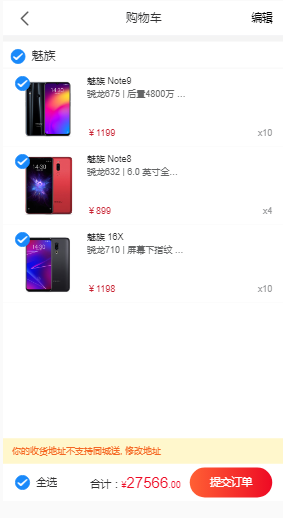 购物车
编辑
魅族
魅族 Note9
骁龙675 | 后置4800万 ...
¥ 1199
x10
魅族 Note8
骁龙632 | 6.0 英寸全...
¥ 899
x4
魅族 16X
骁龙710 | 屏幕下指纹 ...
¥ 1198
x10
你的收货地址不支持同城送, 修改地址
全选
合计：¥27566.00
提交订单